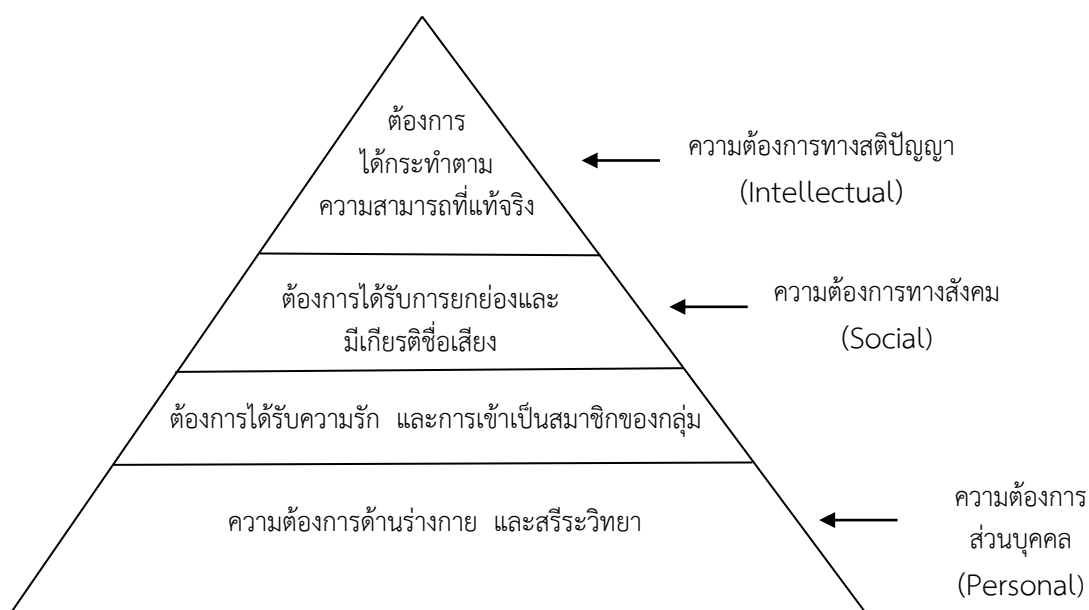 ต้องการ
ได้กระทำตาม
ความสามารถที่แท้จริง
ความต้องการทางสติปัญญา
(Intellectual)
ต้องการได้รับการยกย่องและ
มีเกียรติชื่อเสียง
ความต้องการทางสังคม
(Social)
ต้องการได้รับความรัก และการเข้าเป็นสมาชิกของกลุ่ม
ความต้องการด้านร่างกาย และสรีระวิทยา
ความต้องการ
ส่วนบุคคล
(Personal)